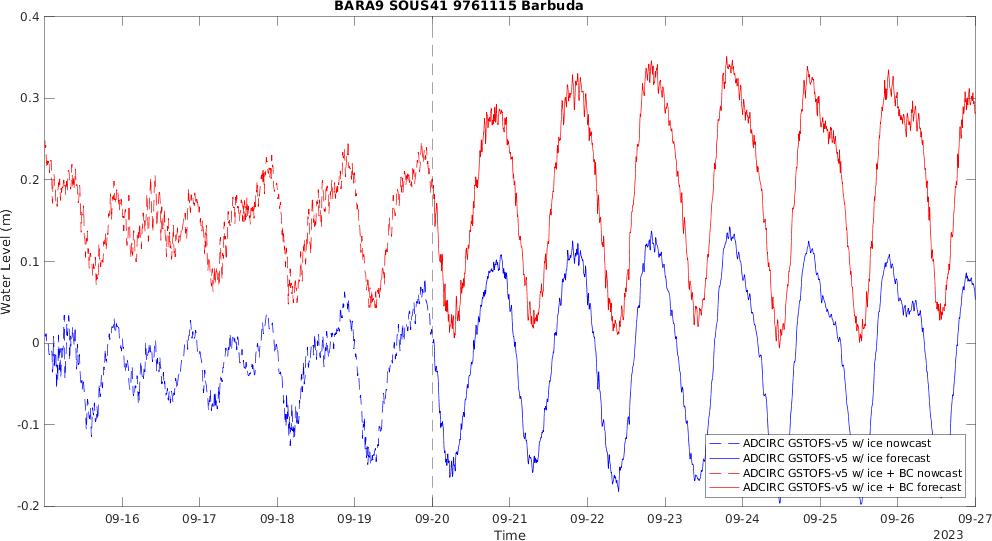 BARA9 SOUS41 9761115 Barbuda
0.4
0.3
0.2
0.1
0
-0.1
-0.2
Water Level (m)
ADCIRC GSTOFS-v5 w/ ice nowcast
ADCIRC GSTOFS-v5 w/ ice forecast
ADCIRC GSTOFS-v5 w/ ice + BC nowcast
ADCIRC GSTOFS-v5 w/ ice + BC forecast
09-16 09-17 09-18 09-19 09-20 09-21 09-22 09-23 09-24 09-25 09-26 09-27
Time
2023